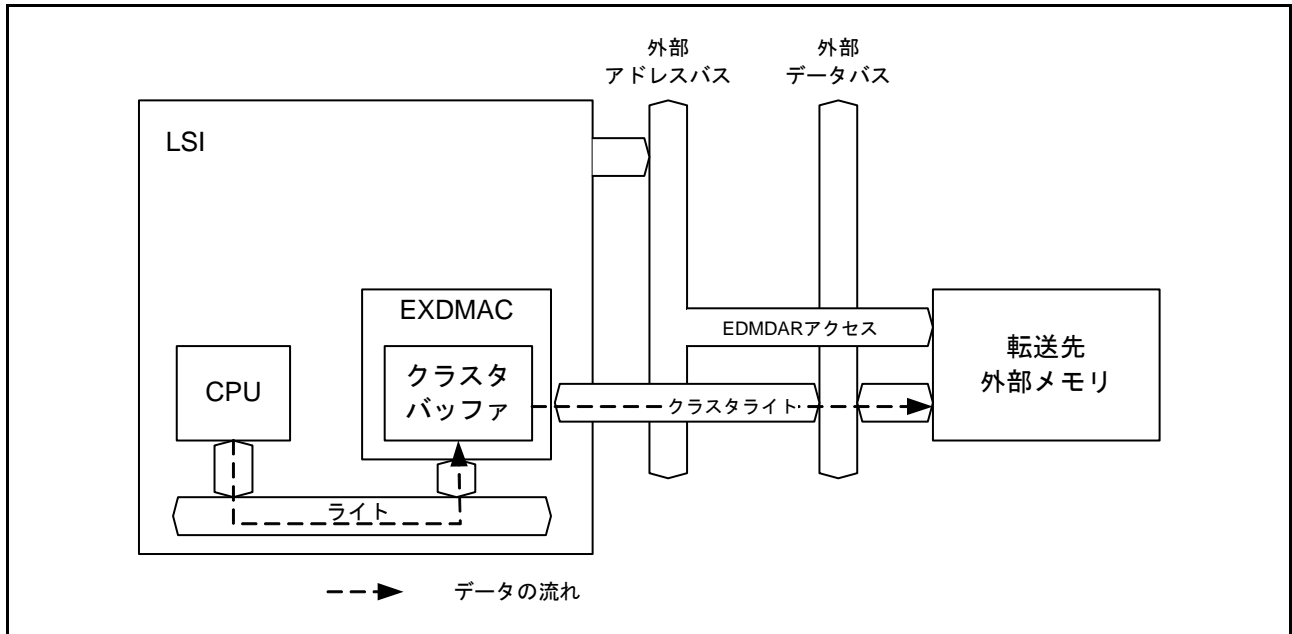 外部
アドレスバス
外部
データバス
LSI
EXDMAC
EDMDARアクセス
転送先
外部メモリ
CPU
クラスタ
バッファ
クラスタライト
ライト
データの流れ